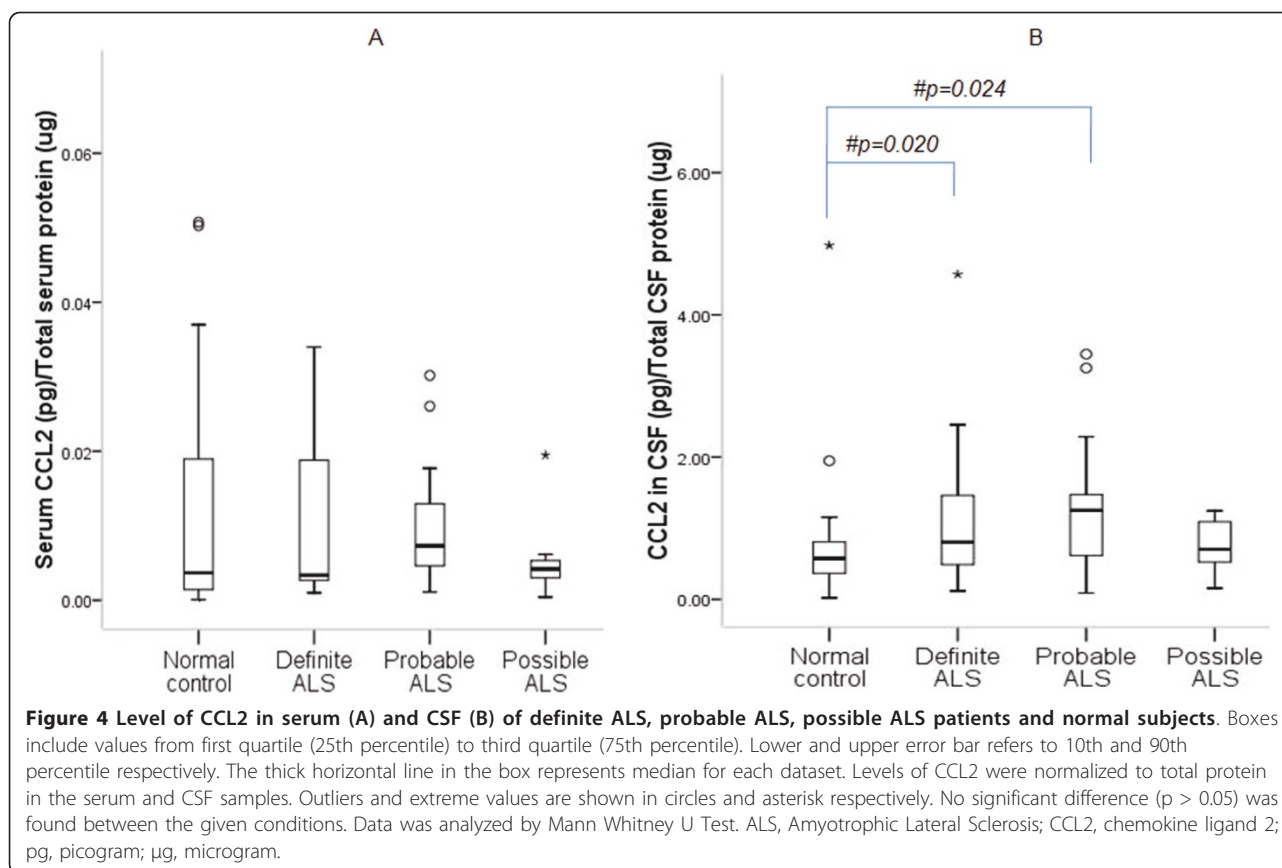 A
Serum CCL2 (pg)/Total serum protein (ug)
0.06
0.04
0.02
0.00
Normal control
Definite ALS
Probable ALS
Possible ALS
B
#p=0.024
#p=0.020
CCL2 in CSF (pg)/Total CSF protein (ug)
6.00
4.00
2.00
0.00
Normal control
Definite ALS
Probable ALS
Possible ALS
Figure 4 Level of CCL2 in serum (A) and CSF (B) of definite ALS, probable ALS, possible ALS patients and normal subjects. Boxes
include values from first quartile (25th percentile) to third quartile (75th percentile). Lower and upper error bar refers to 10th and 90th
percentile respectively. The thick horizontal line in the box represents median for each dataset. Levels of CCL2 were normalized to total protein
in the serum and CSF samples. Outliers and extreme values are shown in circles and asterisk respectively. No significant difference (p > 0.05) was
found between the given conditions. Data was analyzed by Mann Whitney U Test. ALS, Amyotrophic Lateral Sclerosis; CCL2, chemokine ligand 2;
pg, picogram; μg, microgram.